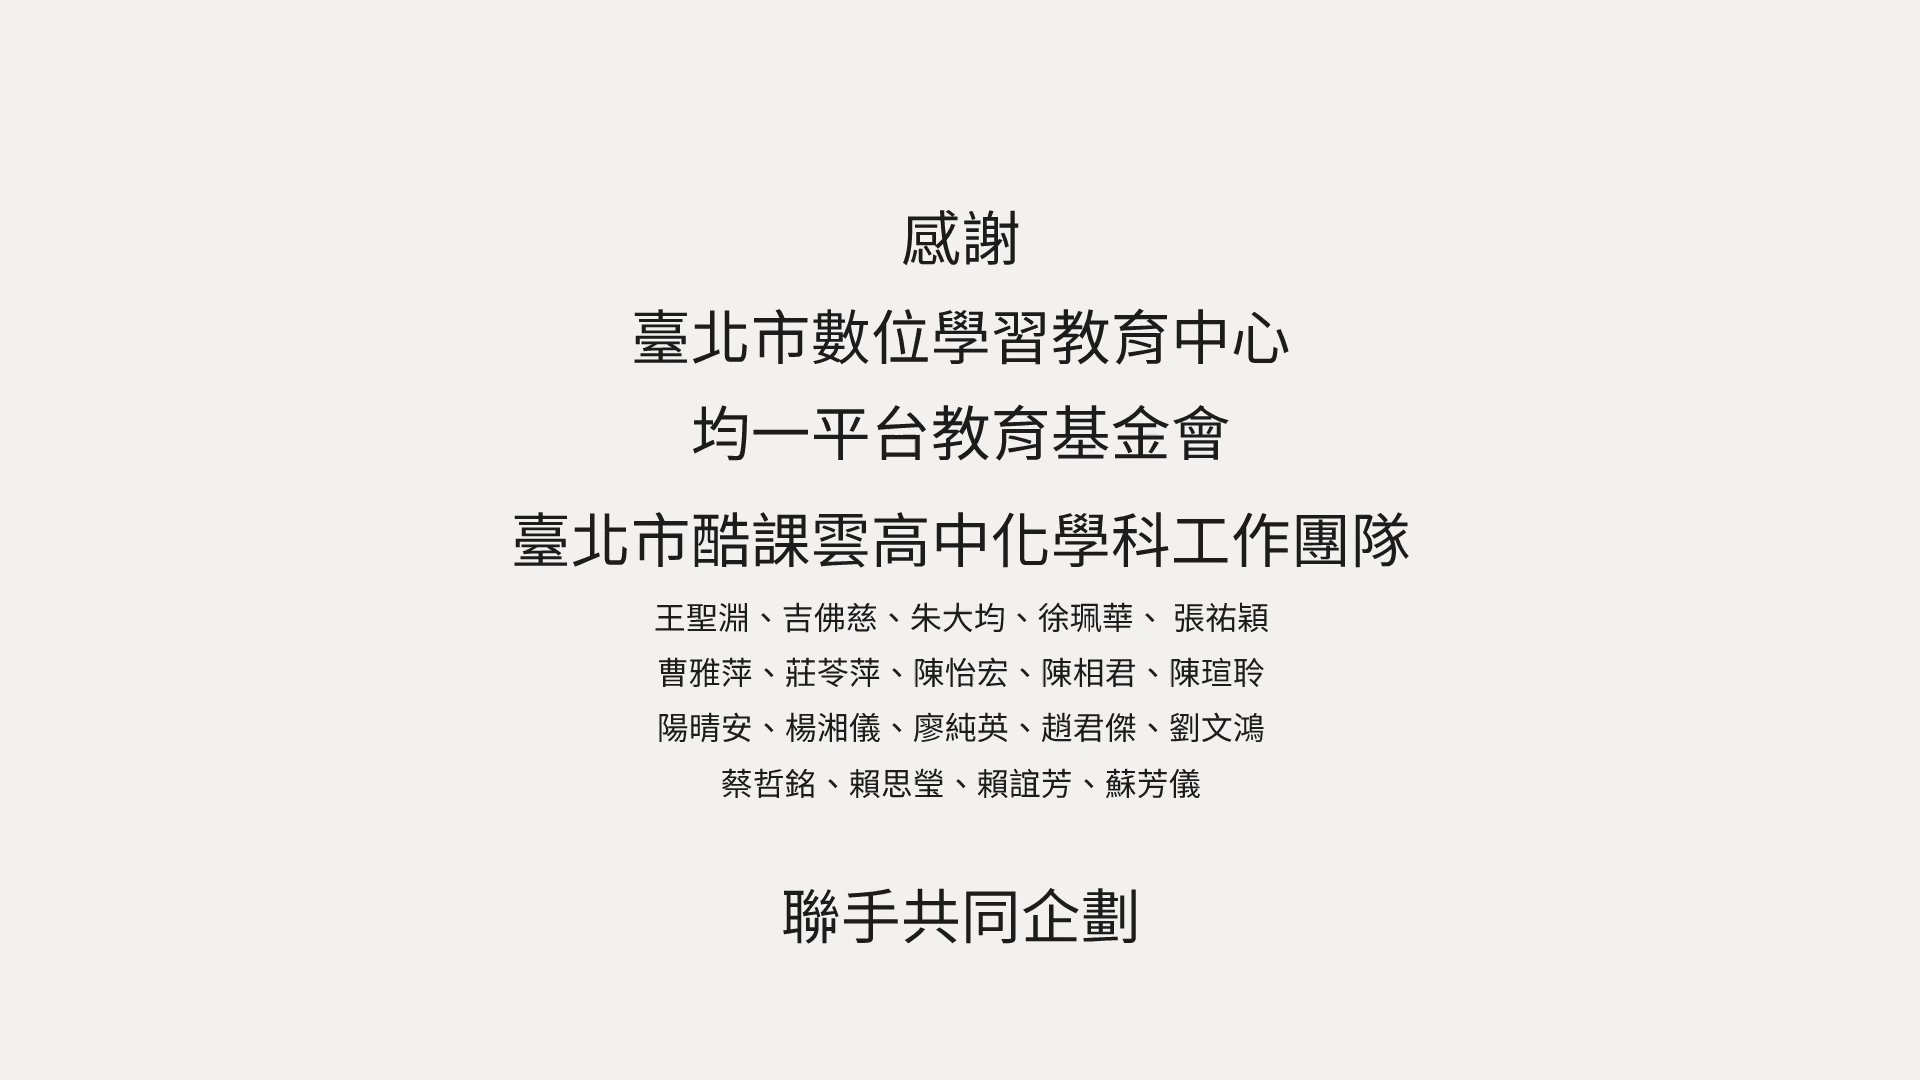 感謝
臺北市數位學習教育中心
均一平台教育基金會
臺北市酷課雲高中化學科工作團隊
王聖淵、吉佛慈、朱大均、徐珮華、 張祐穎
曹雅萍、莊苓萍、陳怡宏、陳相君、陳瑄聆
陽晴安、楊湘儀、廖純英、趙君傑、劉文鴻
蔡哲銘、賴思瑩、賴誼芳、蘇芳儀
聯手共同企劃